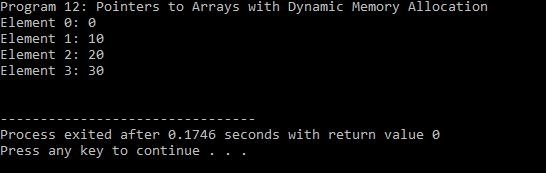 Program 12: Pointers to Arrays with Dynamic Memory Allocation
Element 0: 0
Element 1: 10
Element 2: 20
Element 3: 30
--------------------------------
Process exited after 0.1746 seconds with return value 0
Press any key to continue . . .